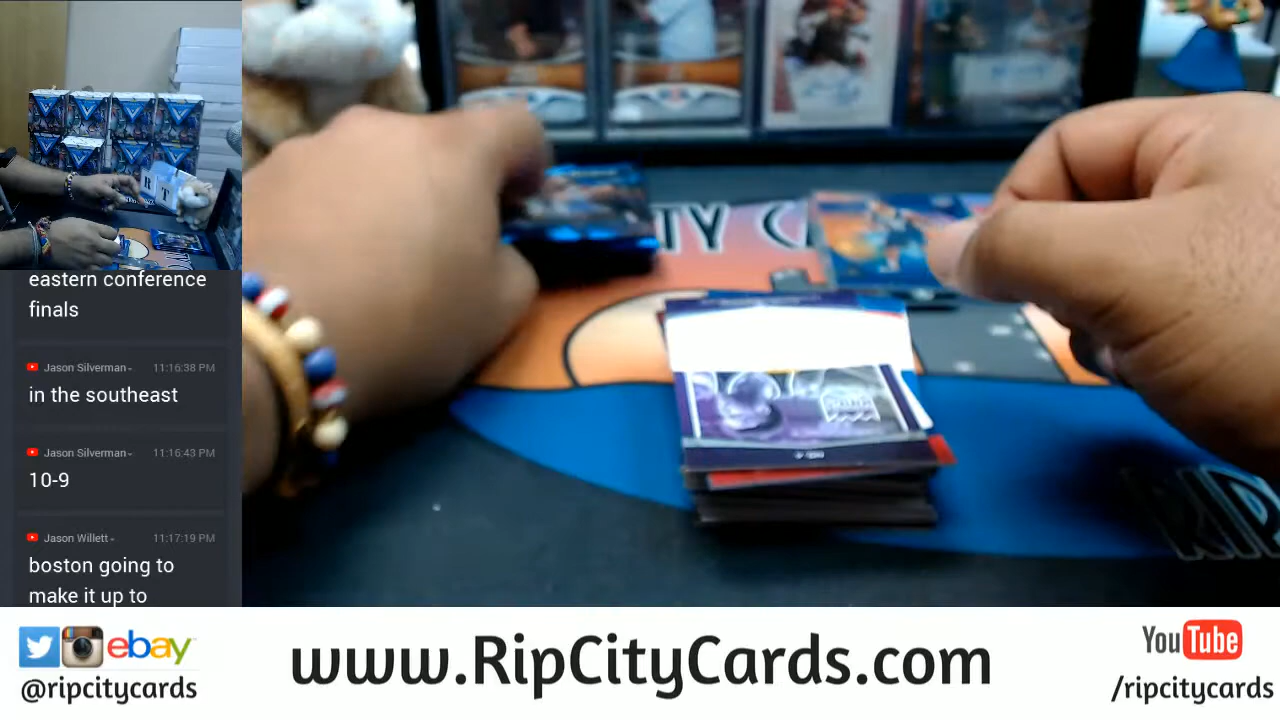 eastern conference
finals
Jason Silverman 11:16:38 PM
in the southeast
Jason Silverman 11:16:43 PM
10-9
Jason Willett 11:17:19 PM
boston going to
make it up to
R T
TY C
RIP
ebay
@ripcitycards
www.RipCityCards.com
YouTube
/ripcitycards